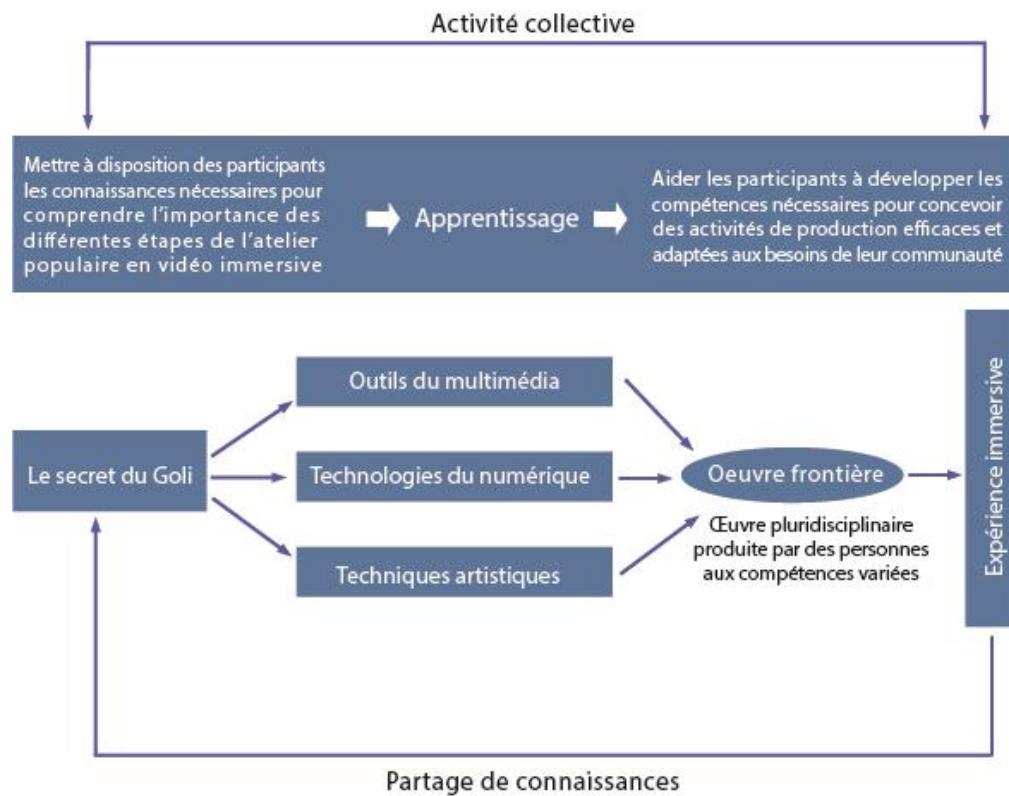 Activité collective
Mettre à disposition des participants
les connaissances nécessaires pour
comprendre l'importance des
différentes étapes de l'atelier
populaire en vidéo immersive
Apprentissage
Aider les participants à développer les
compétences nécessaires pour concevoir
des activités de production efficaces et
adaptées aux besoins de leur communauté
Outils du multimédia
Le secret du Goli
Technologies du numérique
Techniques artistiques
Oeuvre frontière
Œuvre pluridisciplinaire
produite par des personnes
aux compétences variées
Expérience immersive
Partage de connaissances